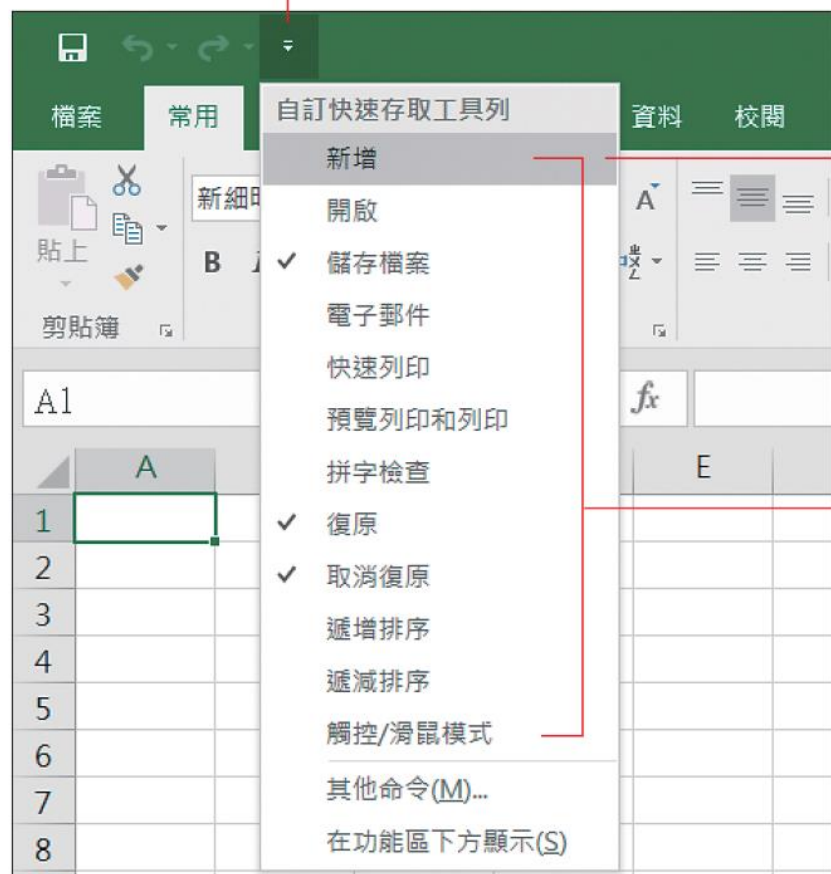 檔案 常用 資料 校閱
自訂快速存取工具列
新增
開啟
儲存檔案
電子郵件
快速列印
預覽列印和列印
拼字檢查
復原
取消復原
遞增排序
遞減排序
觸控/滑鼠模式
其他命令(M)...
在功能區下方顯示(S)
貼上
剪貼簿
新細
B
A
ㄓㄨㄥ
A1
fx
A E
1
2
3
4
5
6
7
8